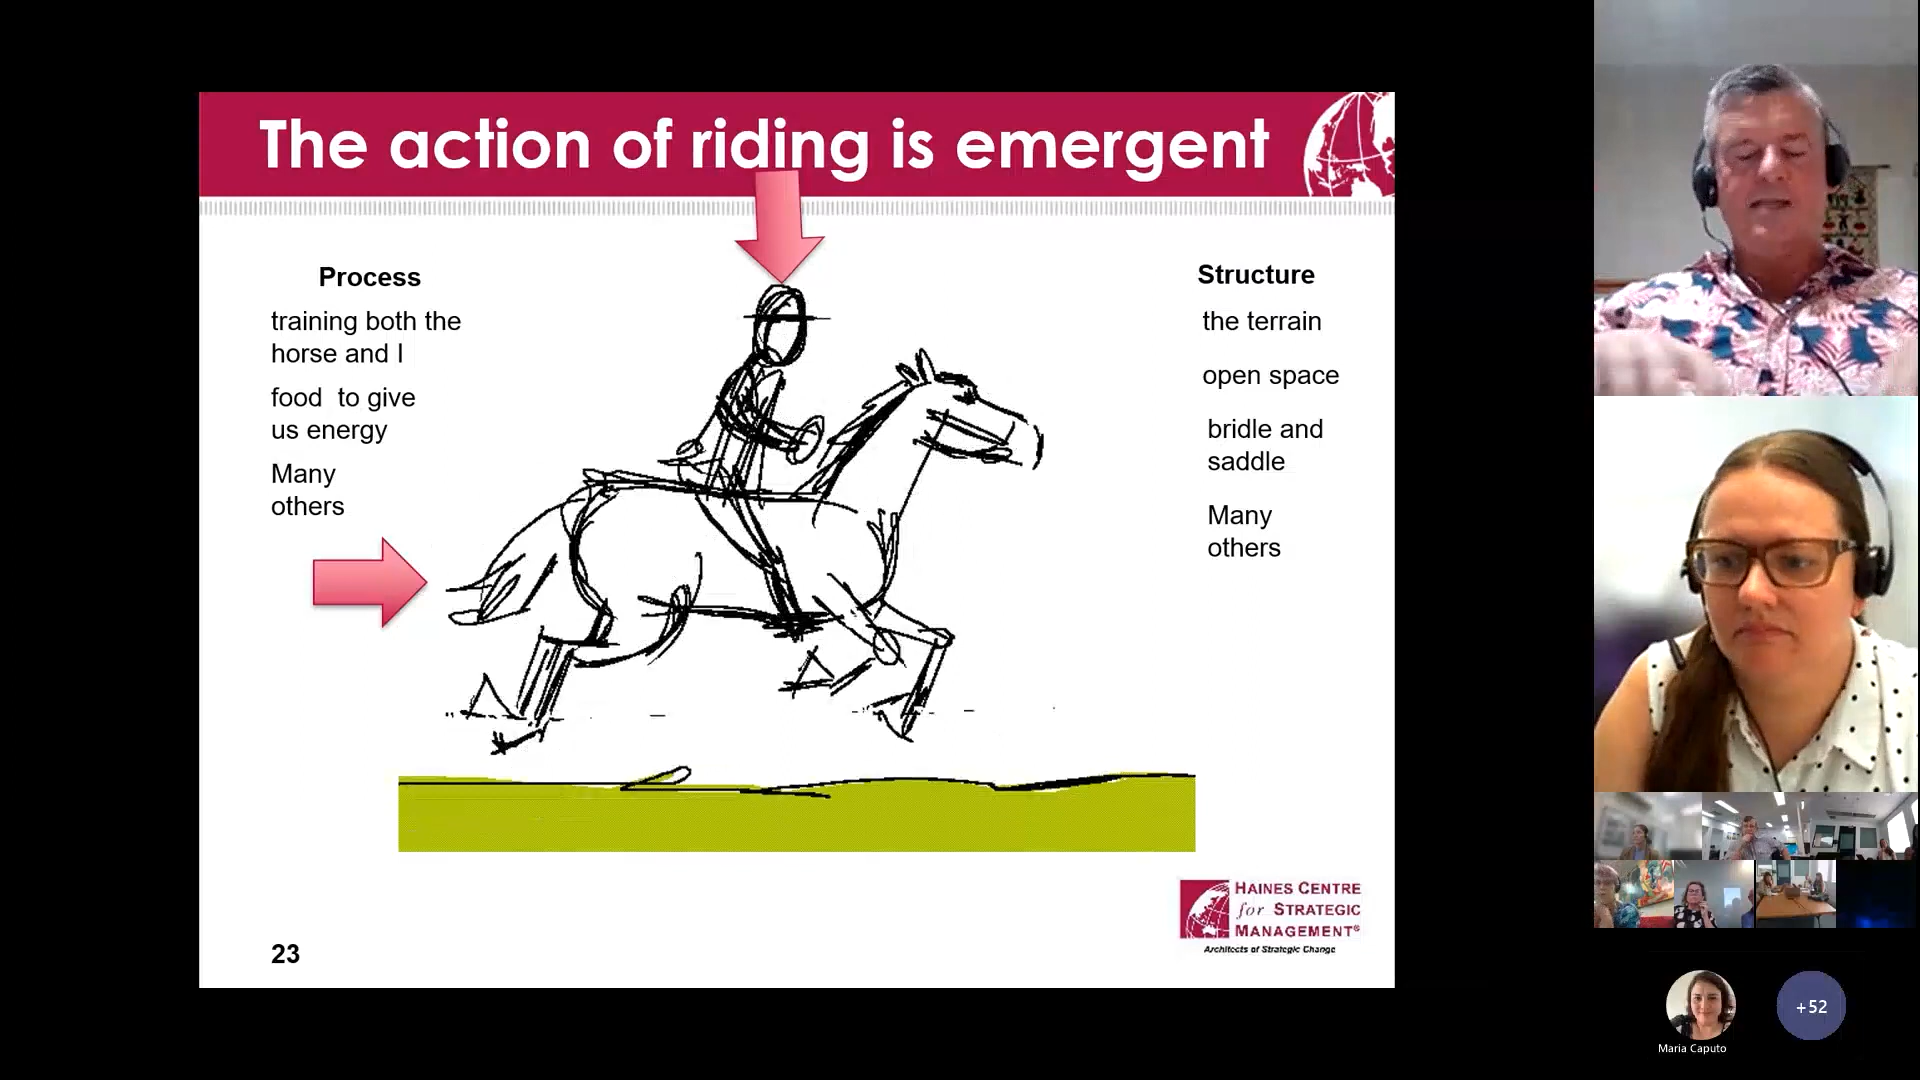 The action of riding is emergent
Process
training both the
horse and I
food  to give
us energy
Many
others
Structure
the terrain
open space
bridle and
saddle
Many
others
HAINES CENTRE
for STRATEGIC
MANAGEMENT®
Architects of Strategic Change
23
Maria Caputo
+52